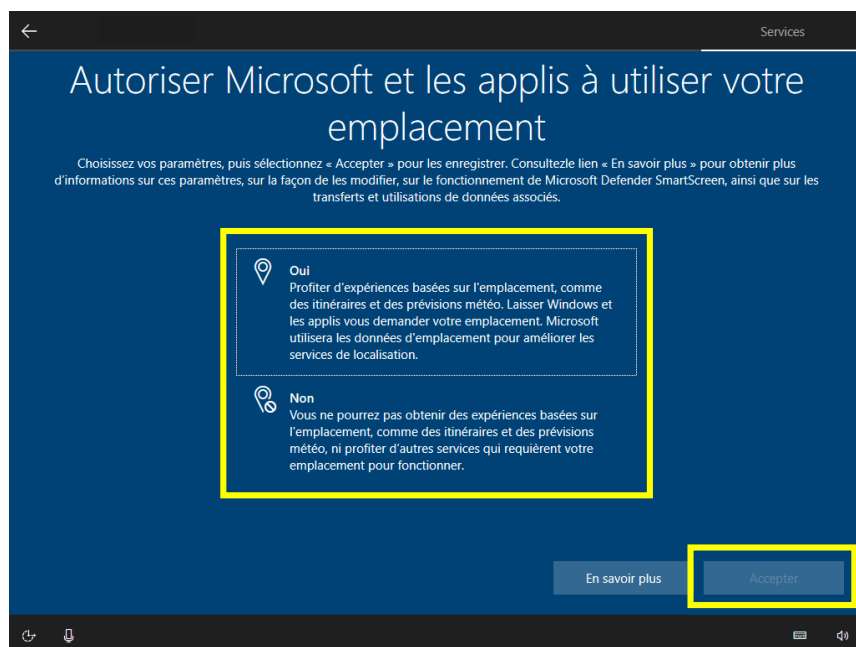 Services
Autoriser Microsoft et les applis à utiliser votre
emplacement
Choisissez vos paramètres, puis sélectionnez « Accepter » pour les enregistrer. Consultezle lien « En savoir plus » pour obtenir plus
d'informations sur ces paramètres, sur la façon de les modifier, sur le fonctionnement de Microsoft Defender SmartScreen, ainsi que sur les
transferts et utilisations de données associés.
Oui
Profiter d'expériences basées sur l'emplacement, comme
des itinéraires et des prévisions météo. Laisser Windows et
les applis vous demander votre emplacement. Microsoft
utilisera les données d'emplacement pour améliorer les
services de localisation.
Non
Vous ne pourrez pas obtenir des expériences basées sur
l'emplacement, comme des itinéraires et des prévisions
météo, ni profiter d'autres services qui requièrent votre
emplacement pour fonctionner.
En savoir plus
Accepter